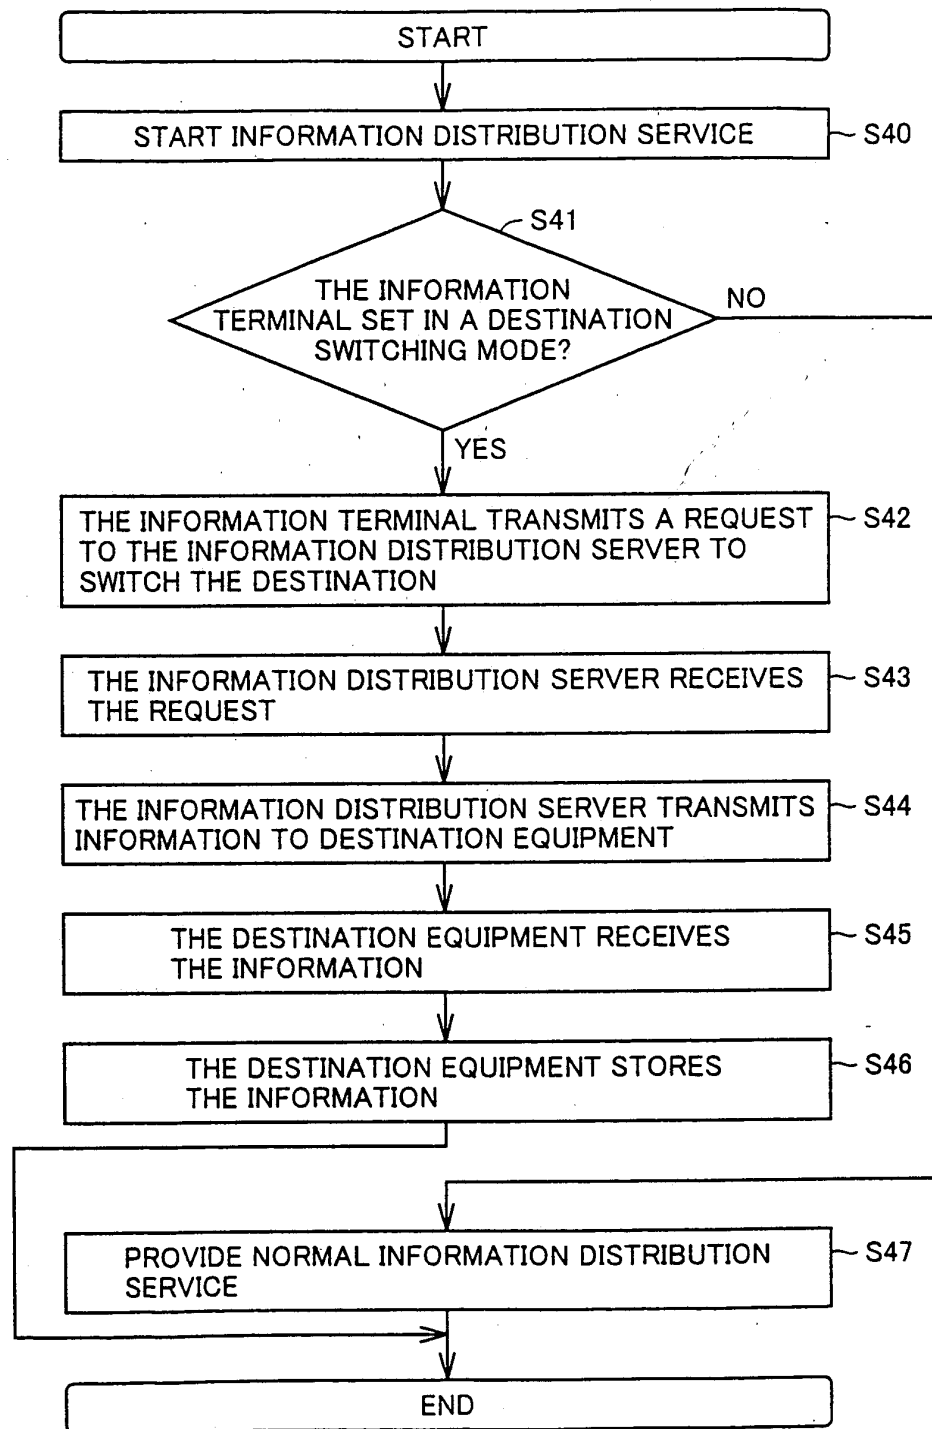 START
START INFORMATION DISTRIBUTION SERVICE
S40
S41
THE INFORMATION
TERMINAL SET IN A DESTINATION
SWITCHING MODE?
NO
YES
THE INFORMATION TERMINAL TRANSMITS A REQUEST
TO THE INFORMATION DISTRIBUTION SERVER TO
SWITCH THE DESTINATION
S42
THE INFORMATION DISTRIBUTION SERVER RECEIVES
THE REQUEST
S43
THE INFORMATION DISTRIBUTION SERVER TRANSMITS
INFORMATION TO DESTINATION EQUIPMENT
S44
THE DESTINATION EQUIPMENT RECEIVES
THE INFORMATION
S45
THE DESTINATION EQUIPMENT STORES
THE INFORMATION
S46
PROVIDE NORMAL INFORMATION DISTRIBUTION
SERVICE
S47
END